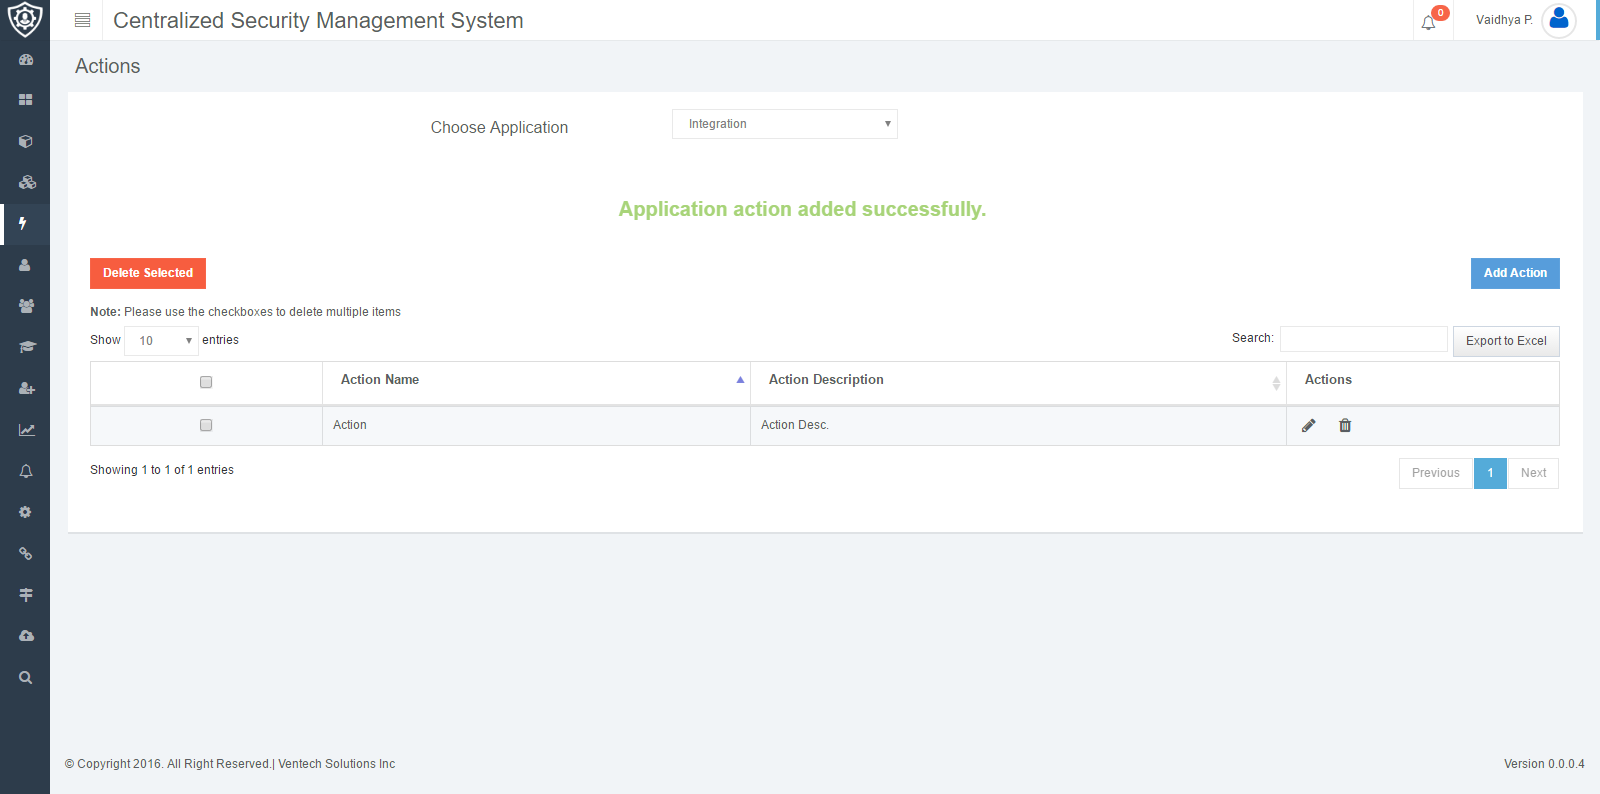 Centralized Security Management System
0
Vaidhya P.
Actions
Choose Application
Integration
Application action added successfully.
Delete Selected
Add Action
Note: Please use the checkboxes to delete multiple items
Show 10 entries
Search:
Export to Excel
Action Name
Action Description
Actions
Action
Action Desc.
Showing 1 to 1 of 1 entries
Previous
1
Next
© Copyright 2016. All Right Reserved.| Ventech Solutions Inc
Version 0.0.0.4